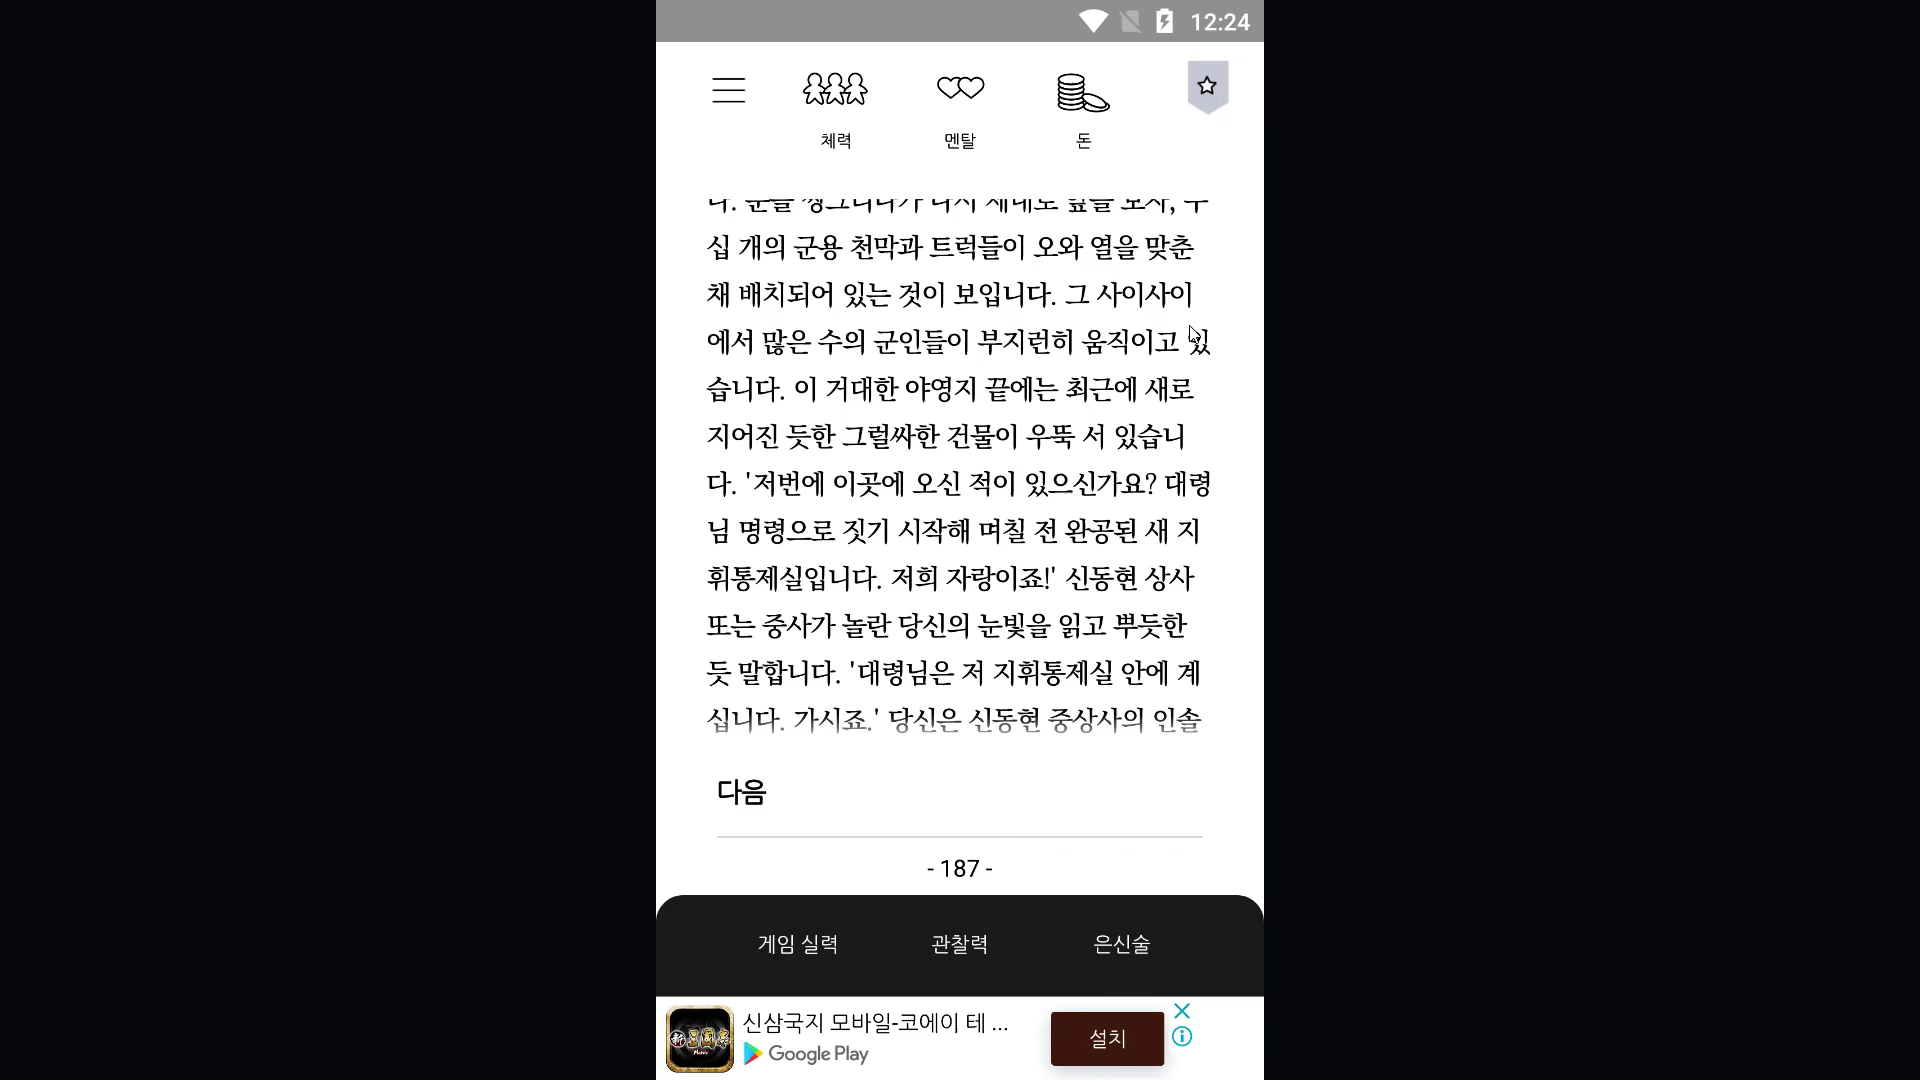 12:24
체력
멘탈
돈
십 개의 군용 천막과 트럭들이 오와 열을 맞춘
채 배치되어 있는 것이 보입니다. 그 사이사이
에서 많은 수의 군인들이 부지런히 움직이고 있
습니다. 이 거대한 야영지 끝에는 최근에 새로
지어진 듯한 그럴싸한 건물이 우뚝 서 있습니
다. '저번에 이곳에 오신 적이 있으신가요? 대령
님 명령으로 짓기 시작해 며칠 전 완공된 새 지
휘통제실입니다. 저희 자랑이죠!' 신동현 상사
또는 중사가 놀란 당신의 눈빛을 읽고 뿌듯한
듯 말합니다. '대령님은 저 지휘통제실 안에 계
십니다. 가시죠.' 당신은 신동현 중상사의 인솔
다음
- 187 -
게임 실력
관찰력
은신술
신삼국지 모바일-코에이 테 ...
Google Play
설치